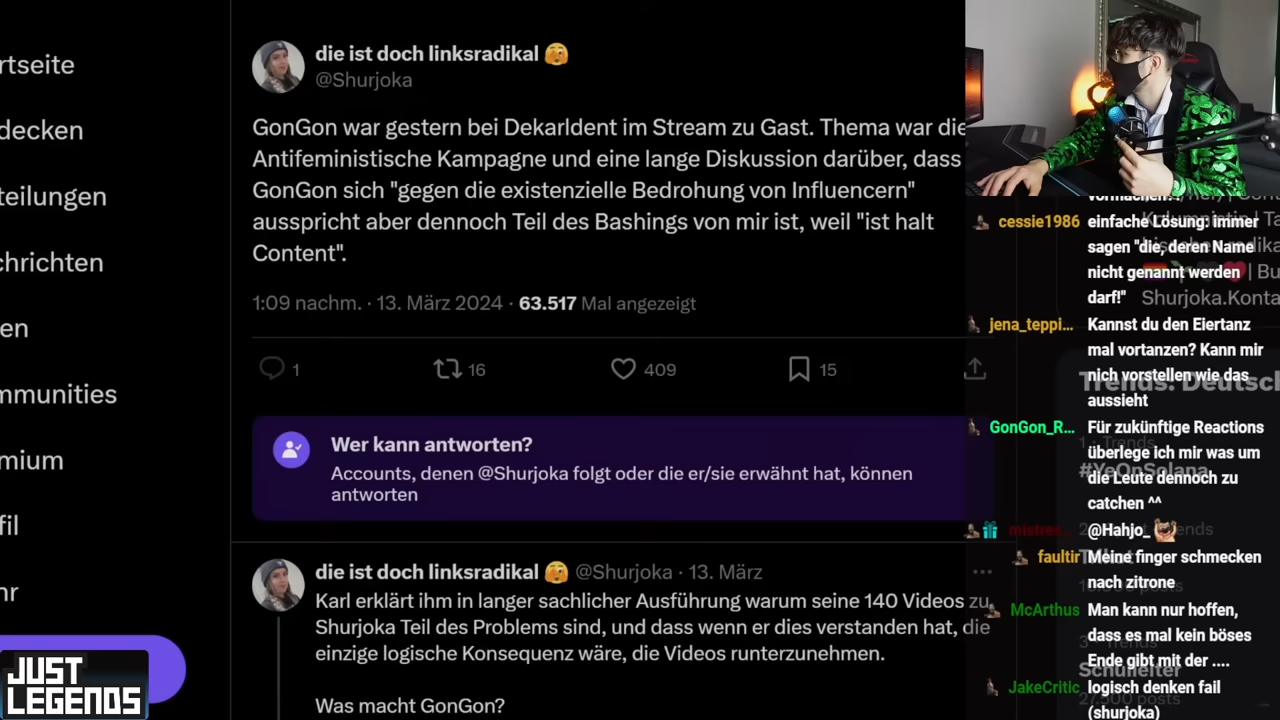 rtseite
decken
teilungen
chrichten
en
mmunities
mium
fil
hr
JUST
LEGENDS
die ist doch linksradikal 🫣
@Shurjoka
GonGon war gestern bei Dekarldent im Stream zu Gast. Thema war die
Antifeministische Kampagne und eine lange Diskussion darüber, dass
GonGon sich "gegen die existenzielle Bedrohung von Influencern"
ausspricht aber dennoch Teil des Bashings von mir ist, weil "ist halt
Content".
1:09 nachm. · 13. März 2024 · 63.517 Mal angezeigt
1 16 409 15
Wer kann antworten?
Accounts, denen @Shurjoka folgt oder die er/sie erwähnt hat, können
antworten
die ist doch linksradikal 🫣 @Shurjoka · 13. März
Karl erklärt ihm in langer sachlicher Ausführung warum seine 140 Videos zu
Shurjoka Teil des Problems sind, und dass wenn er dies verstanden hat, die
einzige logische Konsequenz wäre, die Videos runterzunehmen.
Was macht GonGon?
cessie1986 einfache Lösung: immer
sagen "die, deren Name
nicht genannt werden
darf!"
Shurjoka.Konta
jena_teppi... Kannst du den Eiertanz
mal vortanzen? Kann mir
nich vorstellen wie das
aussieht
Trends: Deutsch
GonGon_R... Für zukünftige Reactions
überlege ich mir was um
die Leute dennoch zu
catchen ^^
#YeOnSolana
mistres... @Hahjo_
faultir Meine finger schmecken
nach zitrone
McArthus Man kann nur hoffen,
dass es mal kein böses
Ende gibt mit der ....
Schulleiter
JakeCritic logisch denken fail
(shurjoka)